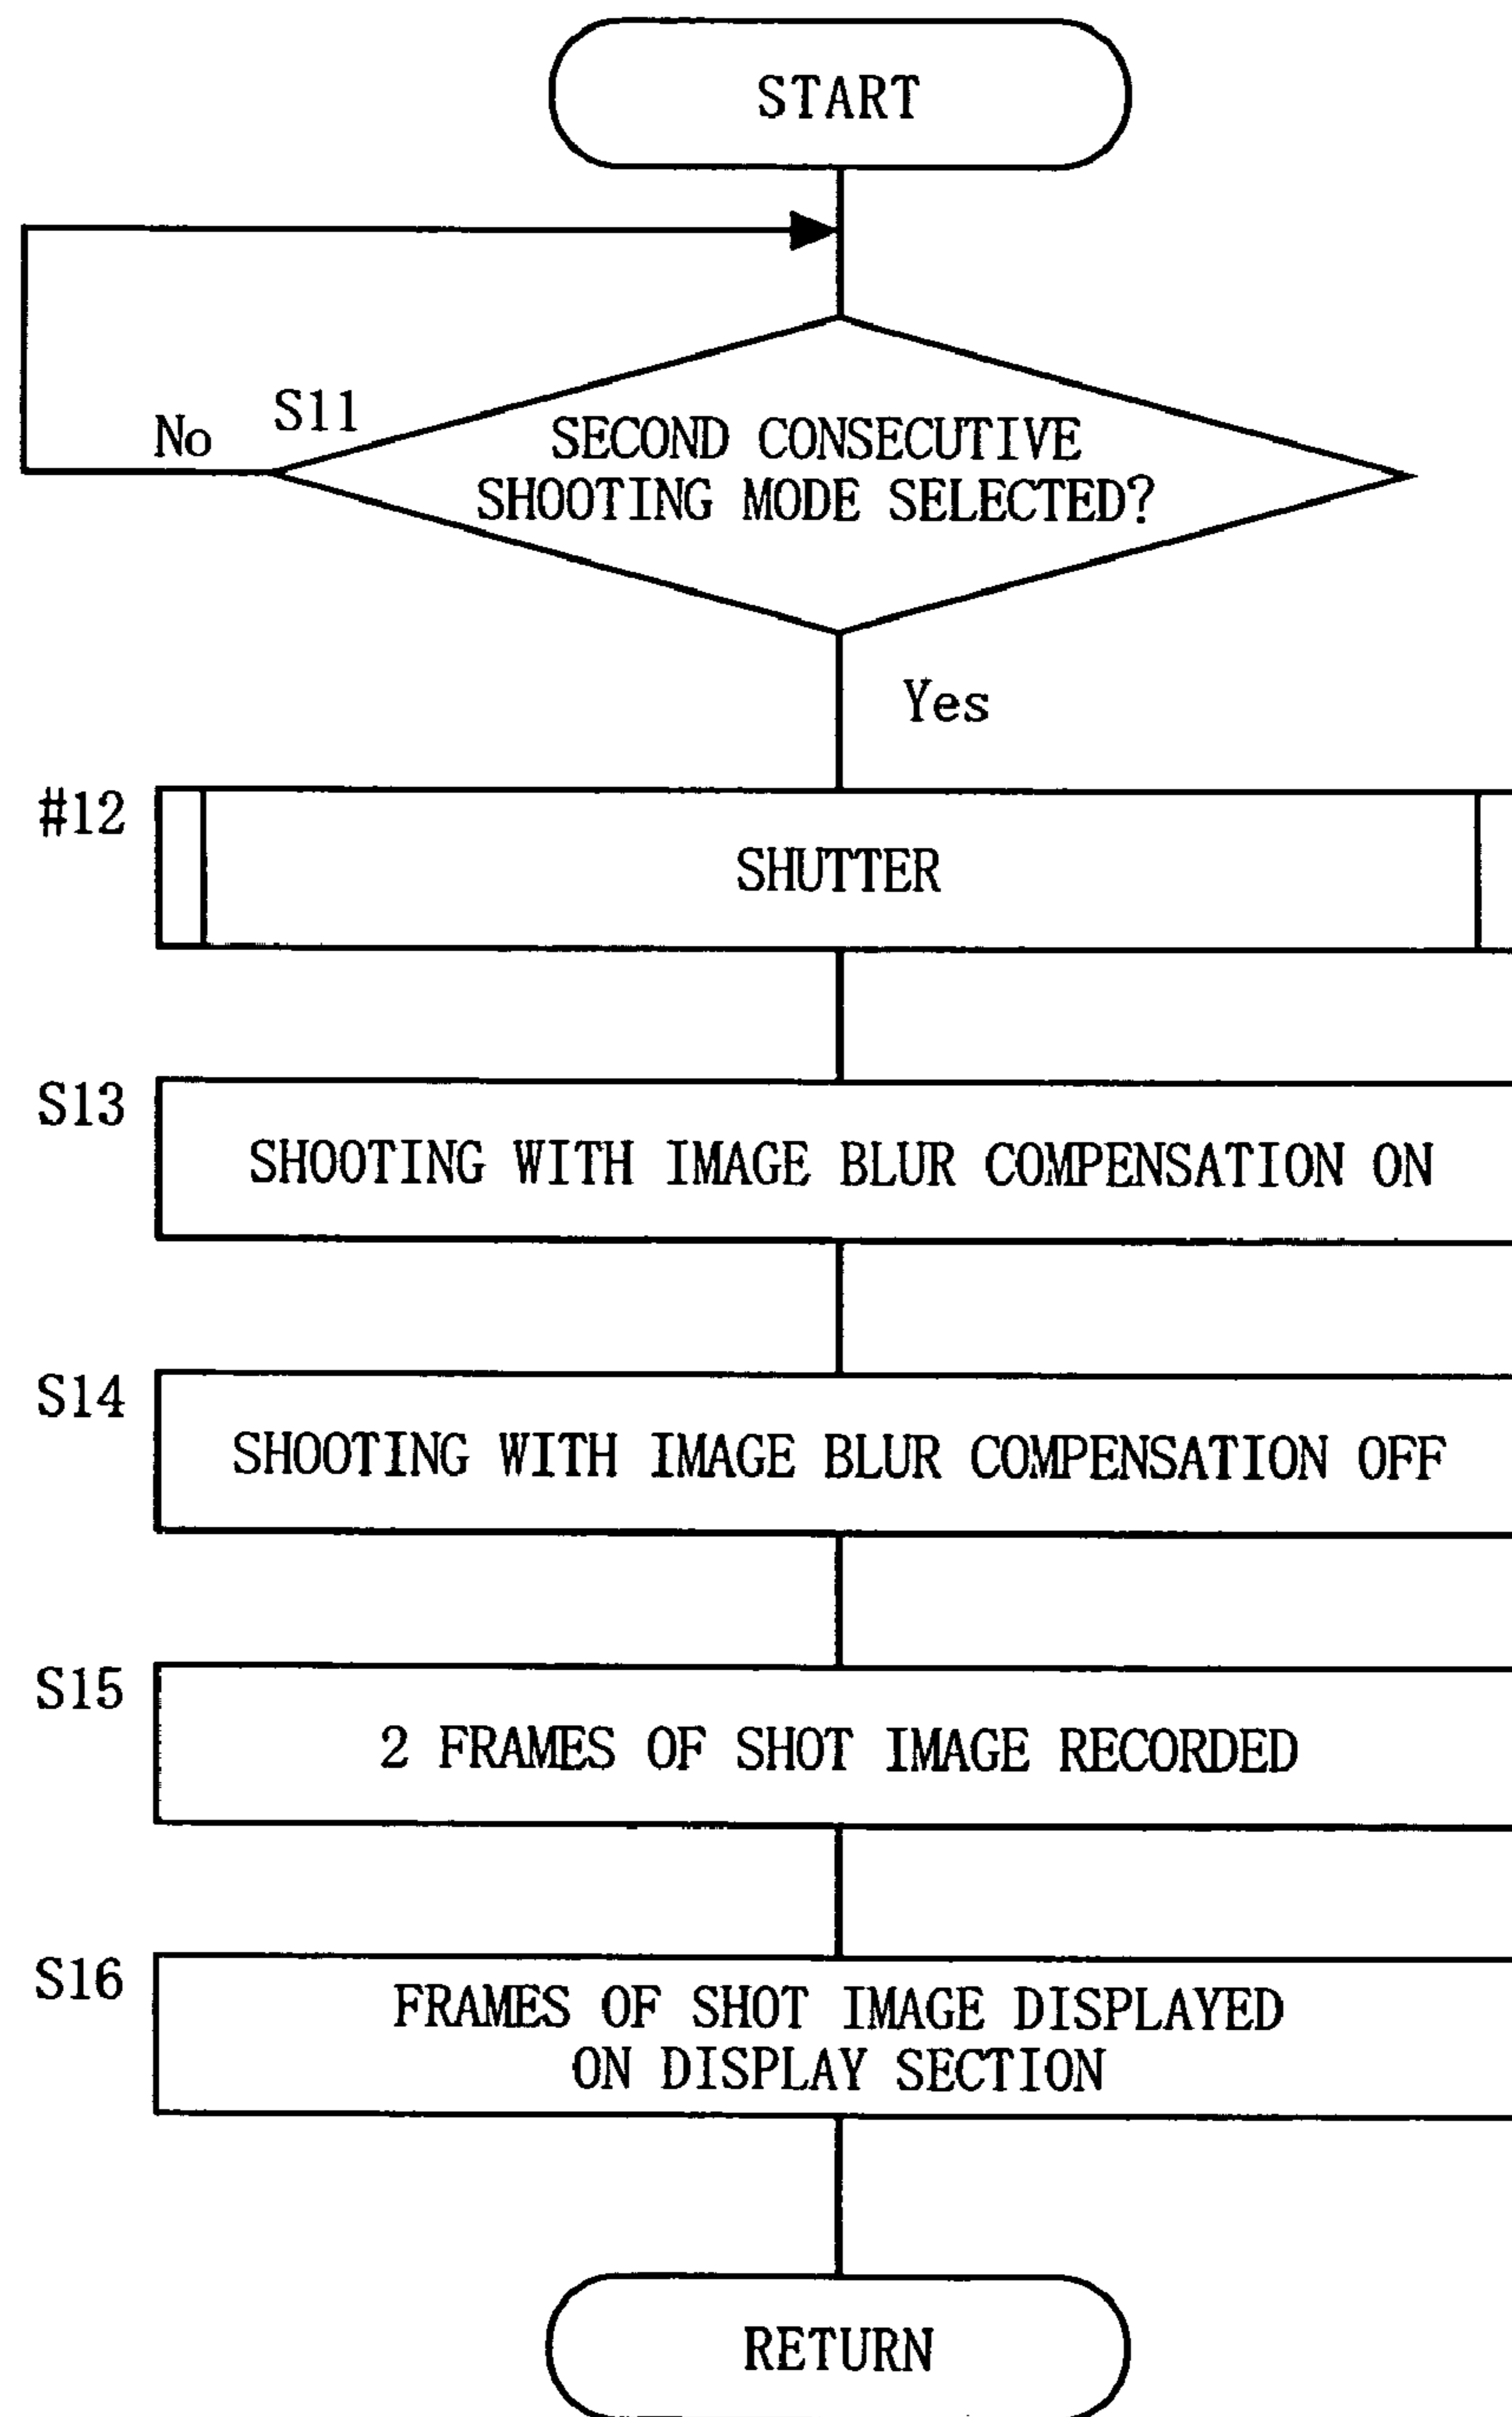 START
No
S11
SECOND CONSECUTIVE
SHOOTING MODE SELECTED?
Yes
#12
SHUTTER
S13
SHOOTING WITH IMAGE BLUR COMPENSATION ON
S14
SHOOTING WITH IMAGE BLUR COMPENSATION OFF
S15
2 FRAMES OF SHOT IMAGE RECORDED
S16
FRAMES OF SHOT IMAGE DISPLAYED
ON DISPLAY SECTION
RETURN